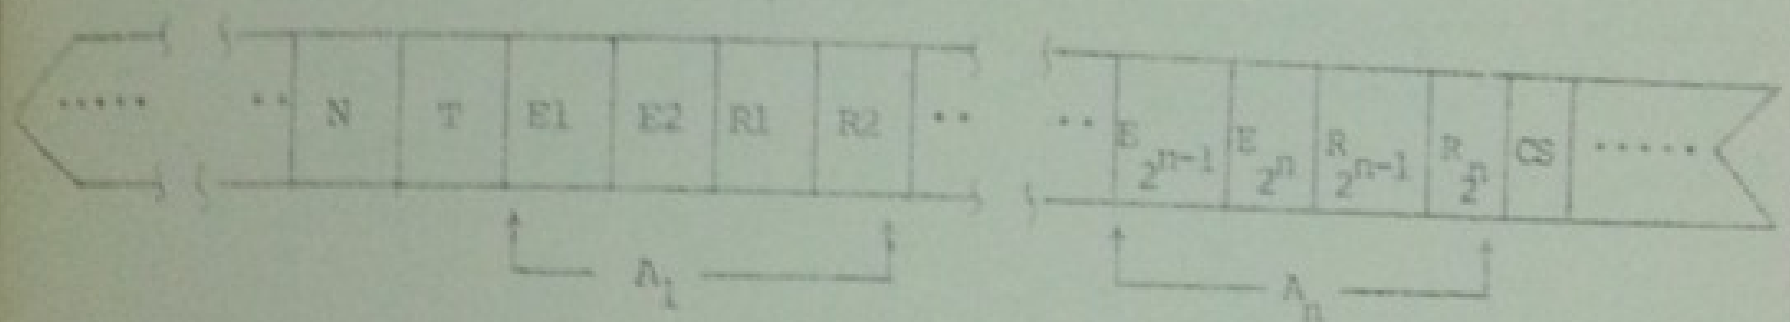 ..... .. N T E1 E2 R1 R2 .. .. E2^n-1 E2^n R2^n-1 R2^n CS .....
A1 An